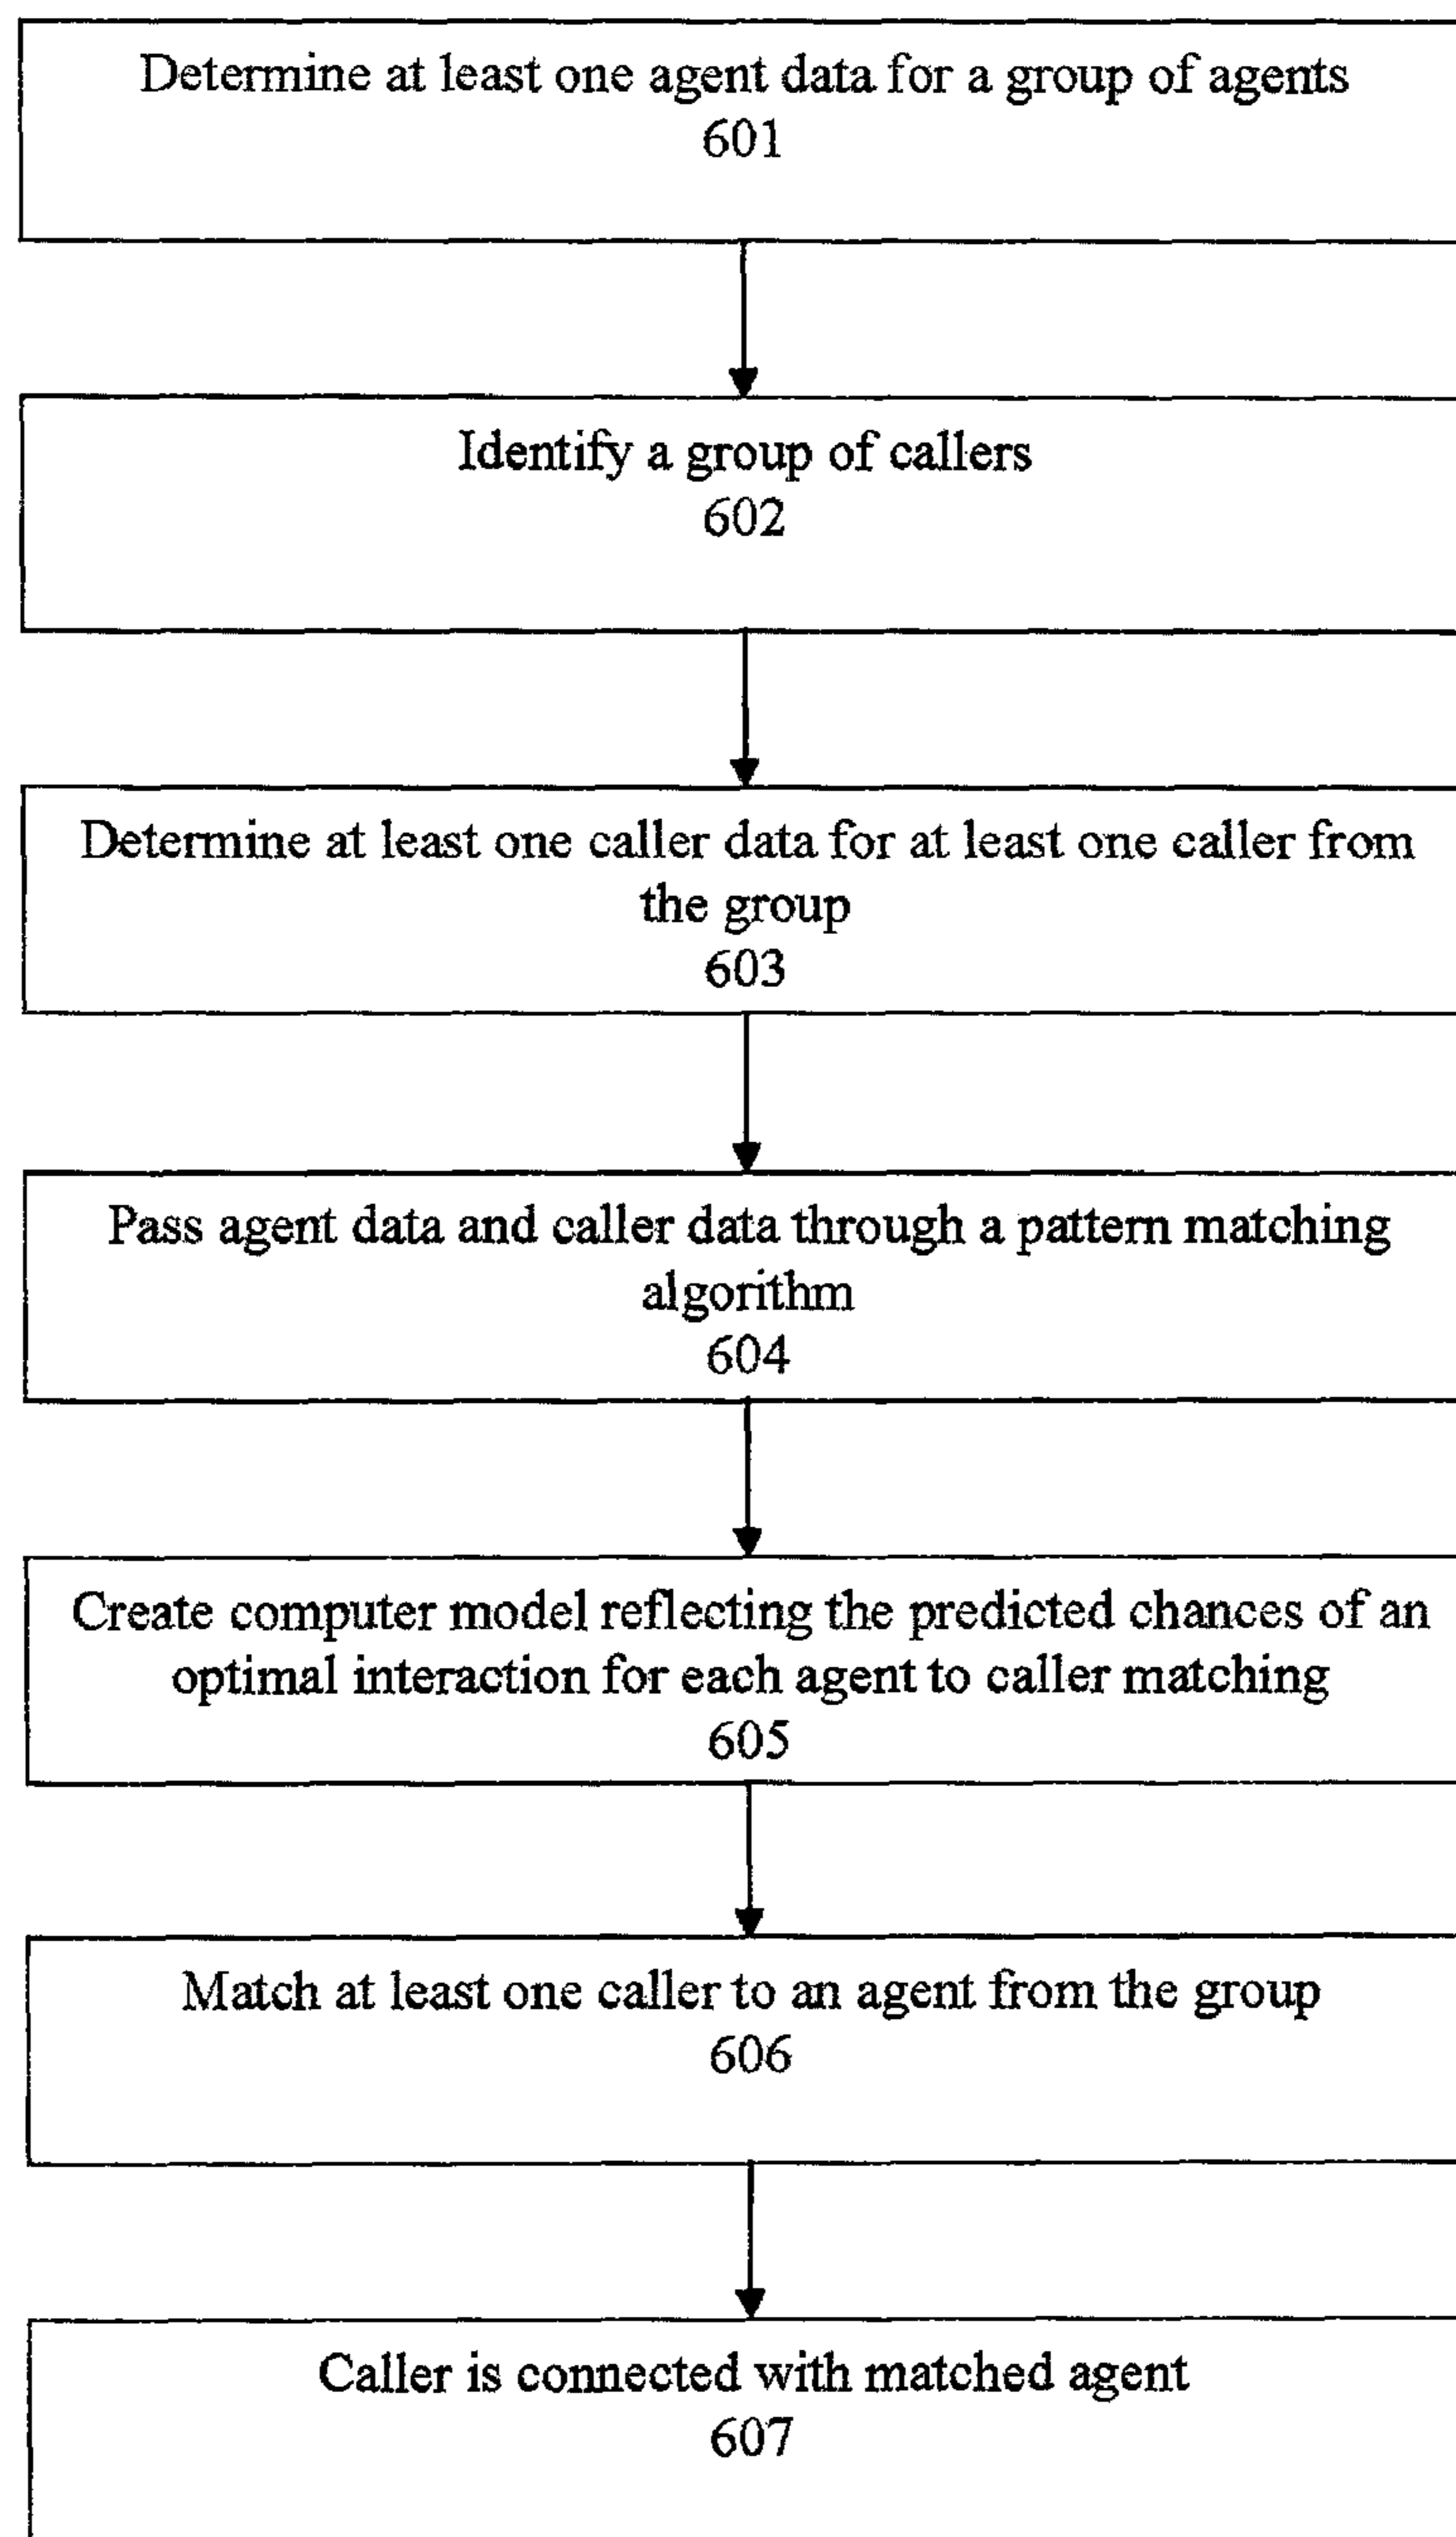 Determine at least one agent data for a group of agents
601
Identify a group of callers
602
Determine at least one caller data for at least one caller from
the group
603
Pass agent data and caller data through a pattern matching
algorithm
604
Create computer model reflecting the predicted chances of an
optimal interaction for each agent to caller matching
605
Match at least one caller to an agent from the group
606
Caller is connected with matched agent
607